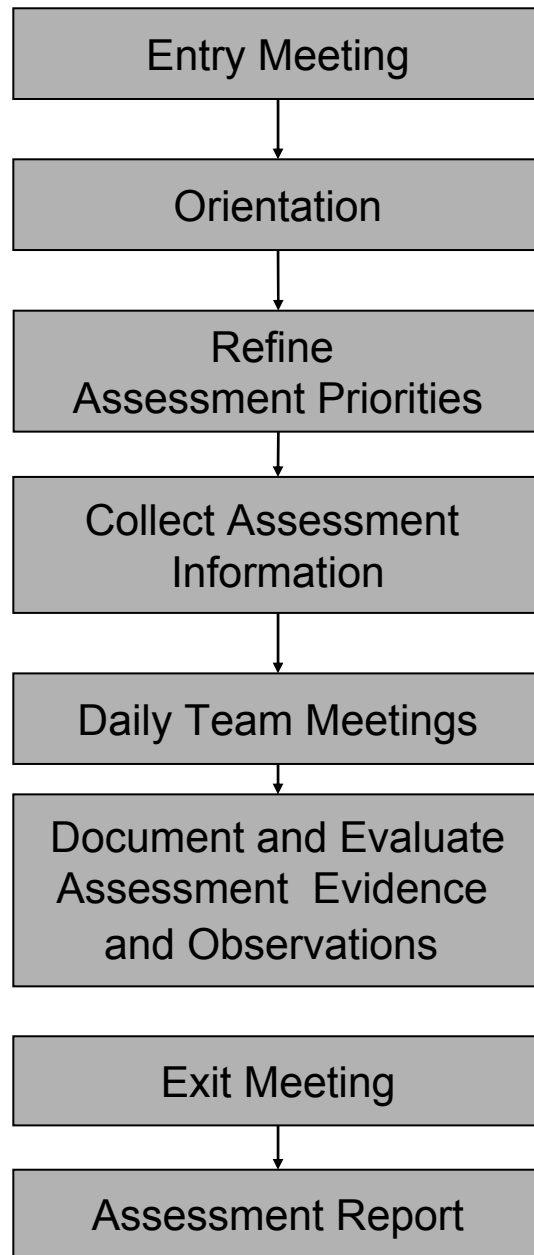 Entry Meeting
Orientation
Refine
Assessment Priorities
Collect Assessment
Information
Daily Team Meetings
Document and Evaluate
Assessment  Evidence
and Observations
Exit Meeting
Assessment Report